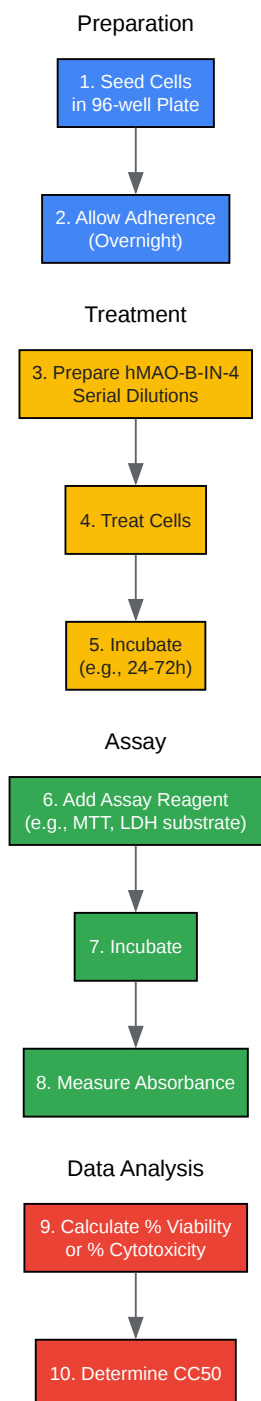 Preparation
1. Seed Cells
in 96-well Plate
2. Allow Adherence
(Overnight)
Treatment
3. Prepare hMAO-B-IN-4
Serial Dilutions
4. Treat Cells
5. Incubate
(e.g., 24-72h)
Assay
6. Add Assay Reagent
(e.g., MTT, LDH substrate)
7. Incubate
8. Measure Absorbance
Data Analysis
9. Calculate % Viability
or % Cytotoxicity
10. Determine CC50